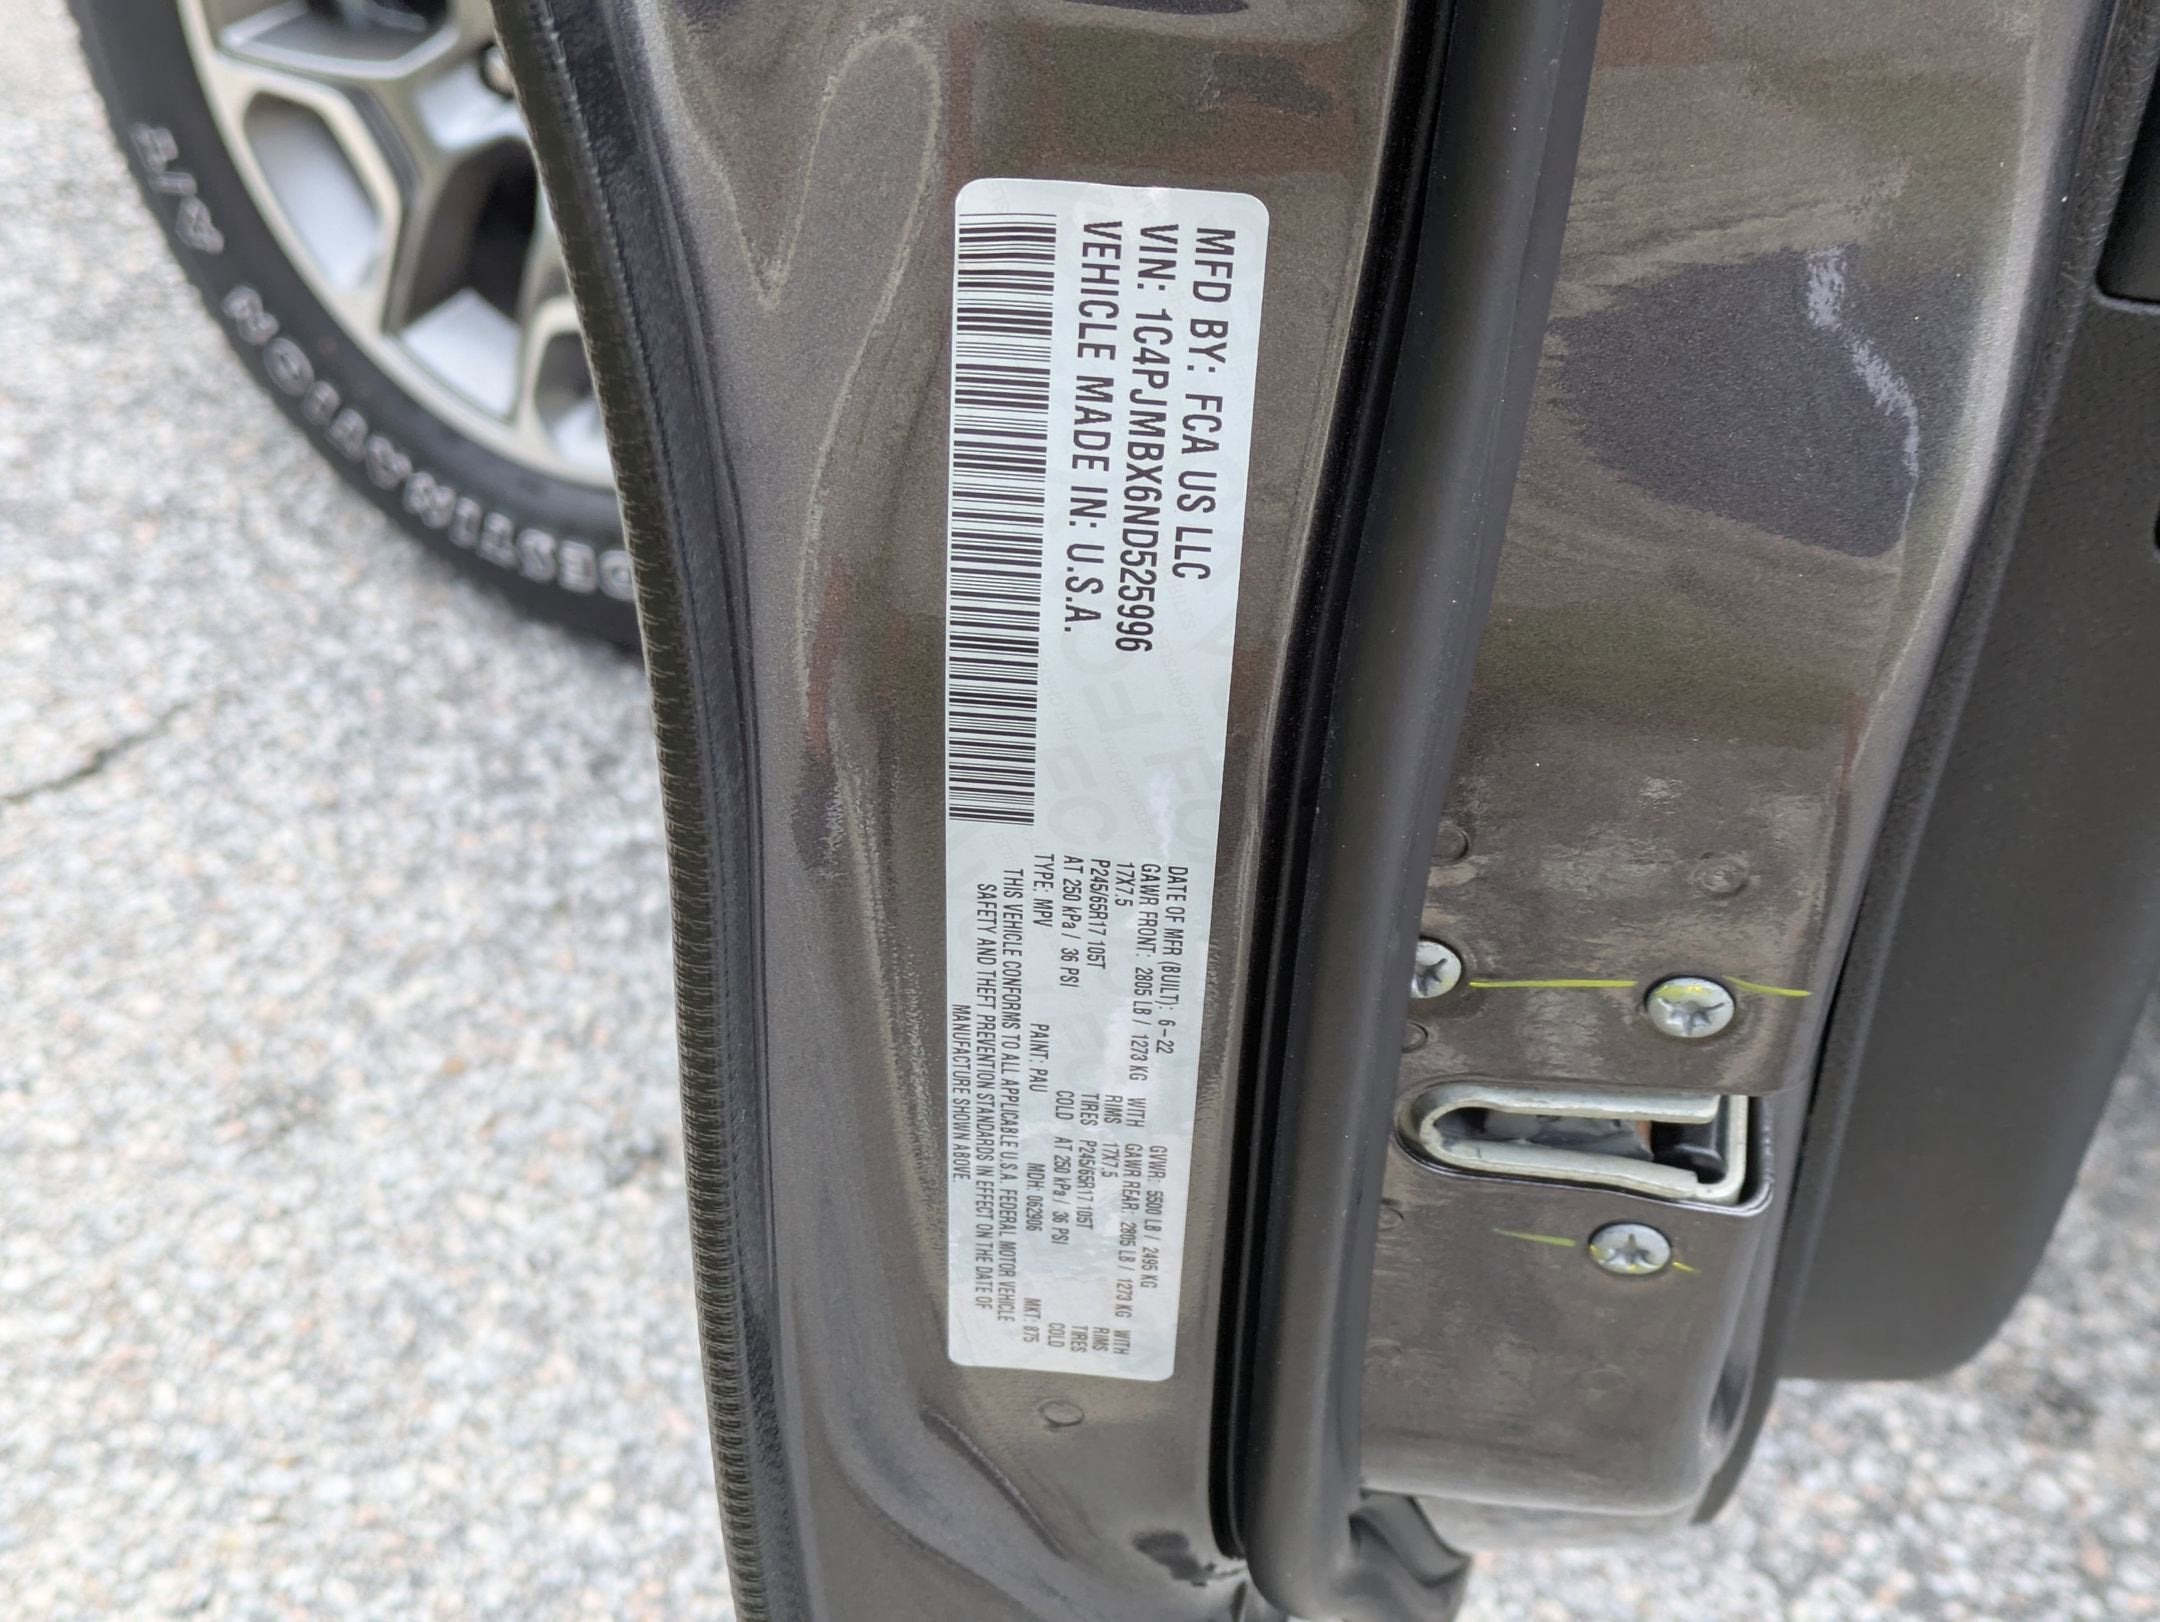 MFD BY: FCA US LLC
VIN: 1C4PJMBX6ND525996
VEHICLE MADE IN: U.S.A.
DATE OF MFR (BUILT): 6-22 GVWR: 5500 LB / 2495 KG
GAWR FRONT: 2805 LB / 1273 KG WITH GAWR REAR: 2805 LB / 1273 KG WITH
17X7.5 RIMS 17X7.5 RIMS
P245/65R17 105T TIRES P245/65R17 105T TIRES
AT 250 kPa / 36 PSI COLD AT 250 kPa / 36 PSI COLD
TYPE: MPV PAINT: PAU MDH: 062906 MKT: 875
THIS VEHICLE CONFORMS TO ALL APPLICABLE U.S.A. FEDERAL MOTOR VEHICLE
SAFETY AND THEFT PREVENTION STANDARDS IN EFFECT ON THE DATE OF
MANUFACTURE SHOWN ABOVE.
DESTINATION A/T